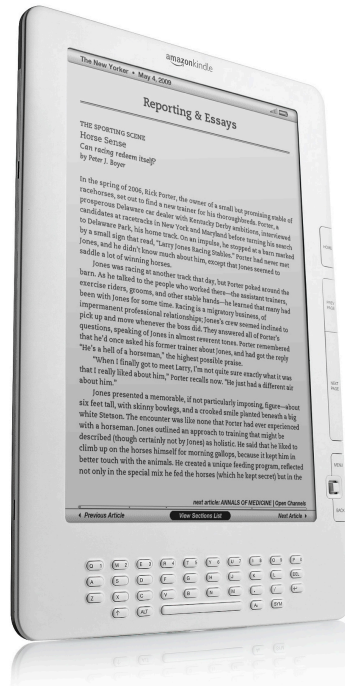 amazonkindle
The New Yorker • May 4, 2009
Reporting & Essays
THE SPORTING SCENE
Horse Sense
Can racing redeem itself?
by Peter J. Boyer
In the spring of 2006, Rick Porter, the owner of a small but promising stable of
racehorses, set out to find a new trainer for his thoroughbreds. Porter, a
prosperous Delaware car dealer with Kentucky Derby ambitions, interviewed
candidates at racetracks in New York and Maryland before turning his search
to Delaware Park, his home track. On an impulse, he stopped at a barn marked
by a small sign that read, "Larry Jones Racing Stables." Porter had never met
Jones, and he didn't know much about him, except that Jones seemed to
saddle a lot of winning horses.
Jones was racing at another track that day, but Porter poked around the
barn. As he talked to the people who worked there—the assistant trainers,
exercise riders, grooms, and other stable hands—he learned that many had
been with Jones for some time. Racing is a migratory business, of
impermanent professional relationships; Jones's crew seemed inclined to
pick up and move whenever the boss did. They answered all of Porter's
questions, speaking of Jones in almost reverent tones. Porter remembered
that he'd once asked his former trainer about Jones, and had got the reply
"He's a hell of a horseman," the highest possible praise.
"When I finally got to meet Larry, I'm not quite sure exactly what it was
that I really liked about him," Porter recalls now. "He just had a different air
about him."
Jones presented a memorable, if not particularly imposing, figure—about
six feet tall, with skinny bowlegs, and a crooked smile planted beneath a big
white Stetson. The encounter was like none that Porter had ever experienced
with a horseman. Jones outlined an approach to training that might be
described (though certainly not by Jones) as holistic. He said that he liked to
climb up on the horses himself for morning gallops, because it kept him in
better touch with the animals. He created a unique feeding program, reflected
not only in the special mix he fed the horses (which he kept secret) but in the
next article: ANNALS OF MEDICINE | Open Channels
Previous Article View Sections List Next Article
HOME
PREV PAGE
NEXT PAGE
MENU
BACK
Q 1 W 2 E 3 R 4 T 5 Y 6 U 7 I 8 O 9 P 0
A S D F G H J K L DEL
Z X C V B N M .
ALT SYM